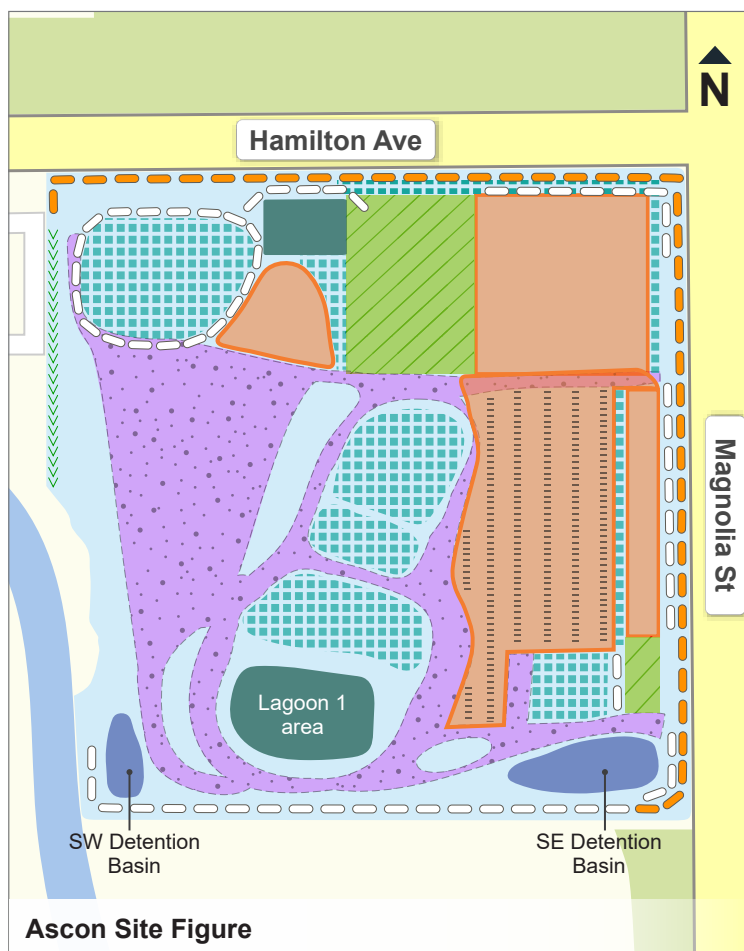 N
Hamilton Ave
Magnolia St
Lagoon 1
area
SW Detention
Basin
SE Detention
Basin
Ascon Site Figure